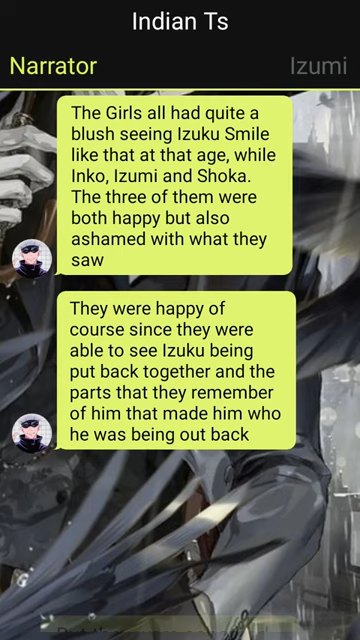 Indian Ts
Narrator
Izumi
The Girls all had quite a
blush seeing Izuku Smile
like that at that age, while
Inko, Izumi and Shoka.
The three of them were
both happy but also
ashamed with what they
saw
They were happy of
course since they were
able to see Izuku being
put back together and the
parts that they remember
of him that made him who
he was being out back